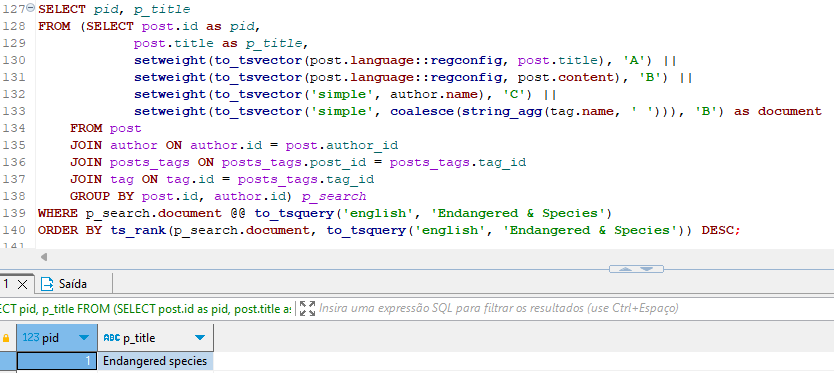 127 SELECT pid, p_title
128 FROM (SELECT post.id as pid,
129 post.title as p_title,
130 setweight(to_tsvector(post.language::regconfig, post.title), 'A') ||
131 setweight(to_tsvector(post.language::regconfig, post.content), 'B') ||
132 setweight(to_tsvector('simple', author.name), 'C') ||
133 setweight(to_tsvector('simple', coalesce(string_agg(tag.name, ' '))), 'B') as document
134 FROM post
135 JOIN author ON author.id = post.author_id
136 JOIN posts_tags ON posts_tags.post_id = posts_tags.tag_id
137 JOIN tag ON tag.id = posts_tags.tag_id
138 GROUP BY post.id, author.id) p_search
139 WHERE p_search.document @@ to_tsquery('english', 'Endangered & Species')
140 ORDER BY ts_rank(p_search.document, to_tsquery('english', 'Endangered & Species')) DESC;
1 Saída
ECT pid, p_title FROM (SELECT post.id as pid, post.title as Insira uma expressão SQL para filtrar os resultados (use Ctrl+Espaço)
123 pid ABC p_title
1 Endangered species